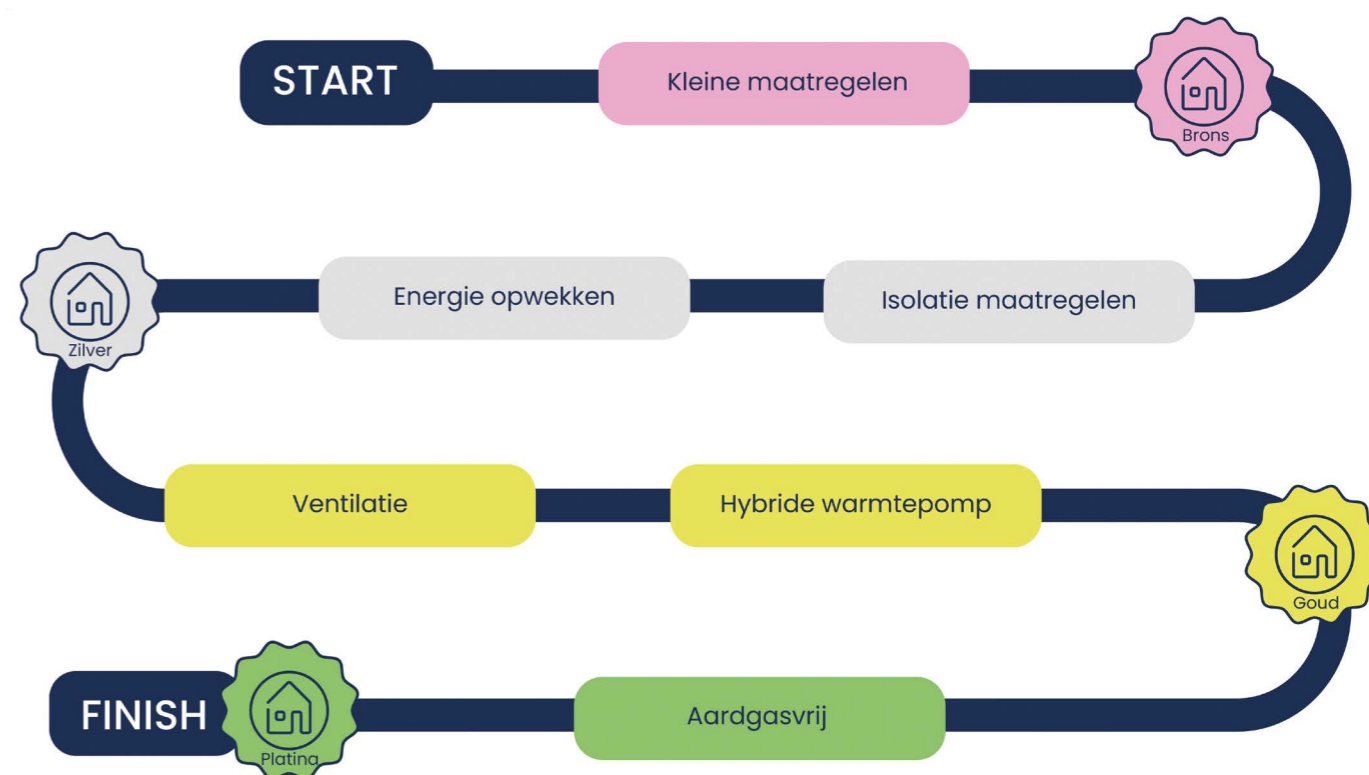 START
Kleine maatregelen
Brons
Isolatie maatregelen
Energie opwekken
Zilver
Ventilatie
Hybride warmtepomp
Goud
Aardgasvrij
Platina
FINISH